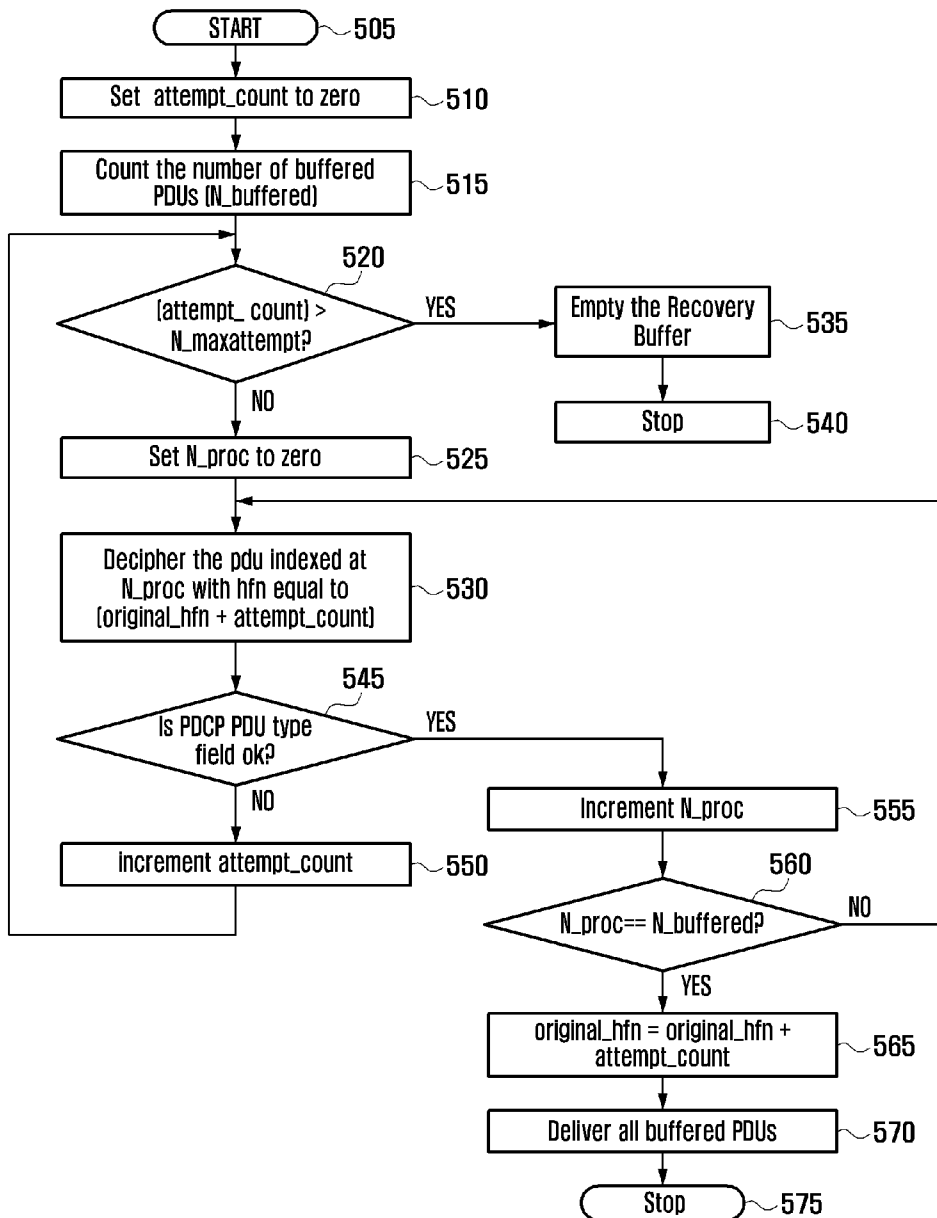 START
505
Set attempt_count to zero
510
Count the number of buffered
PDUs (N_buffered)
515
520
(attempt_ count) >
N_maxattempt?
YES
NO
Empty the Recovery
Buffer
535
Stop
540
Set N_proc to zero
525
Decipher the pdu indexed at
N_proc with hfn equal to
(original_hfn + attempt_count)
530
545
Is PDCP PDU type
field ok?
YES
NO
increment attempt_count
550
Increment N_proc
555
560
N_proc== N_buffered?
NO
YES
original_hfn = original_hfn +
attempt_count
565
Deliver all buffered PDUs
570
Stop
575